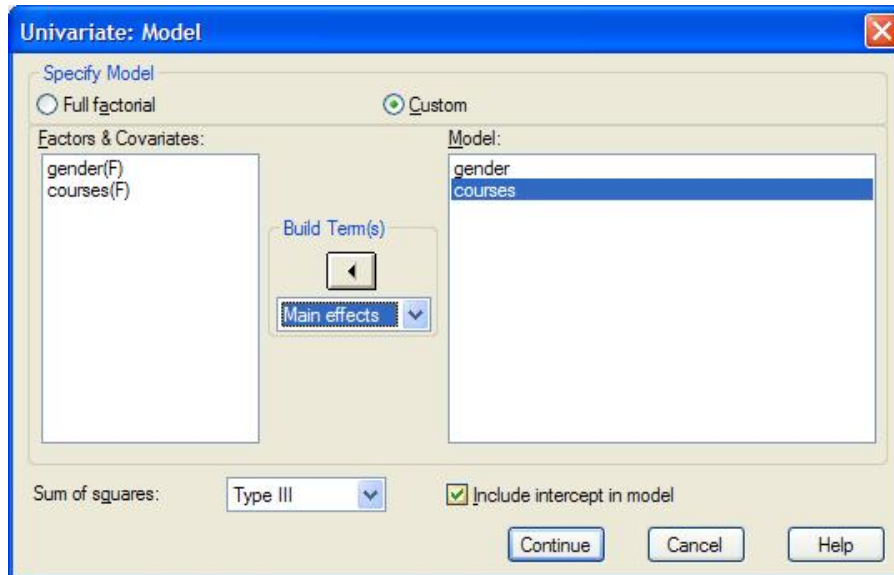 Univariate: Model
Specify Model
Full factorial
Custom
Factors & Covariates:
Model:
gender(F)
courses(F)
gender
courses
Build Term(s)
Main effects
Sum of squares:
Type III
Include intercept in model
Continue
Cancel
Help